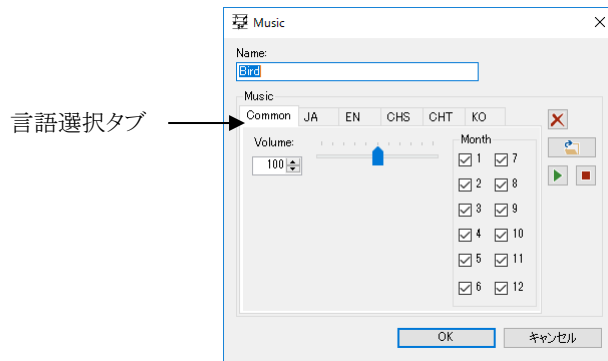 Music
Name:
Bird
Music
言語選択タブ
Common JA EN CHS CHT KO
Volume:
100
Month
1 7
2 8
3 9
4 10
5 11
6 12
OK キャンセル